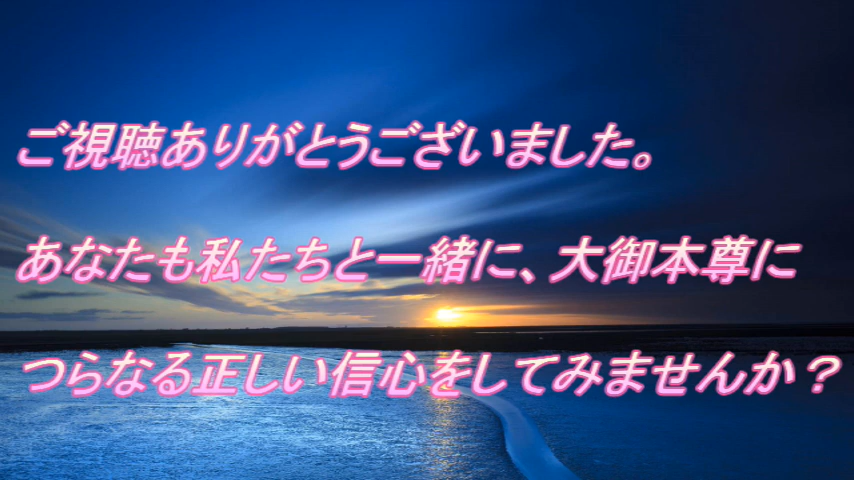 ご視聴ありがとうございました。
あなたも私たちと一緒に、大御本尊に
つらなる正しい信心をしてみませんか？